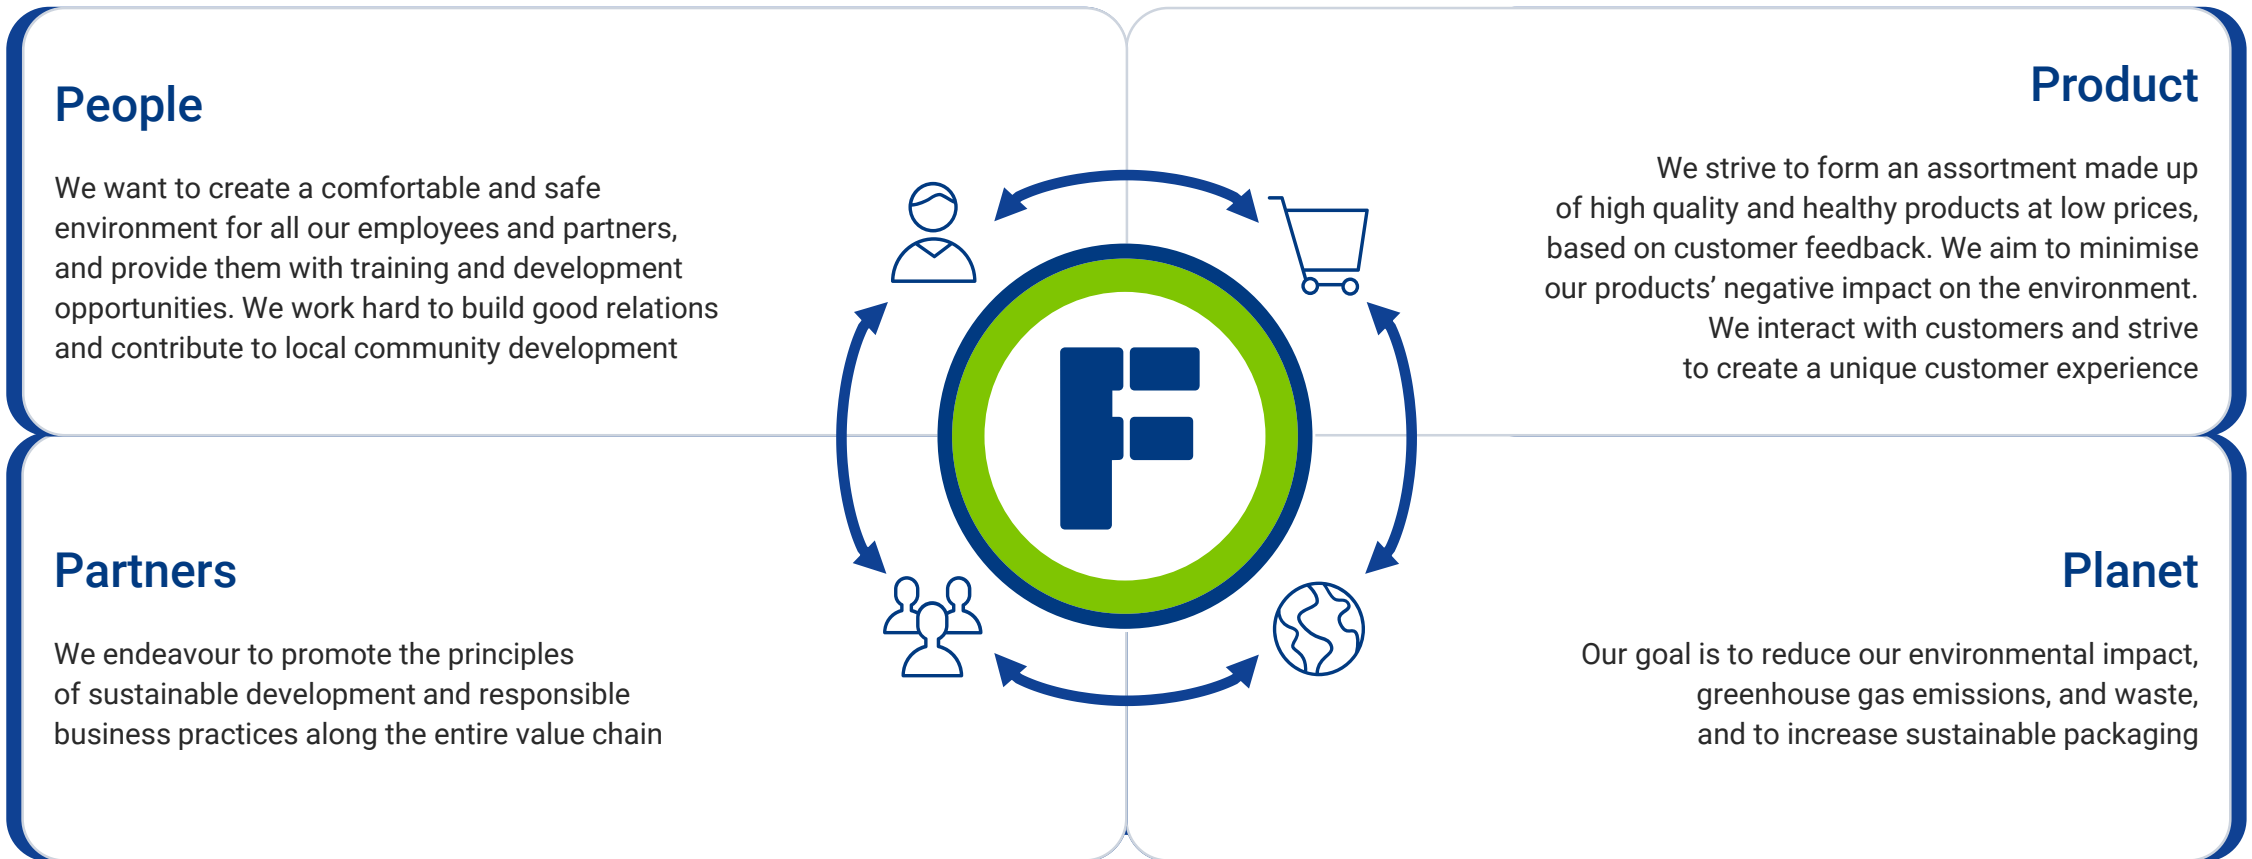 People
We want to create a comfortable and safe
environment for all our employees and partners,
and provide them with training and development
opportunities. We work hard to build good relations
and contribute to local community development
Product
We strive to form an assortment made up
of high quality and healthy products at low prices,
based on customer feedback. We aim to minimise
our products’ negative impact on the environment.
We interact with customers and strive
to create a unique customer experience
F
Partners
We endeavour to promote the principles
of sustainable development and responsible
business practices along the entire value chain
Planet
Our goal is to reduce our environmental impact,
greenhouse gas emissions, and waste,
and to increase sustainable packaging